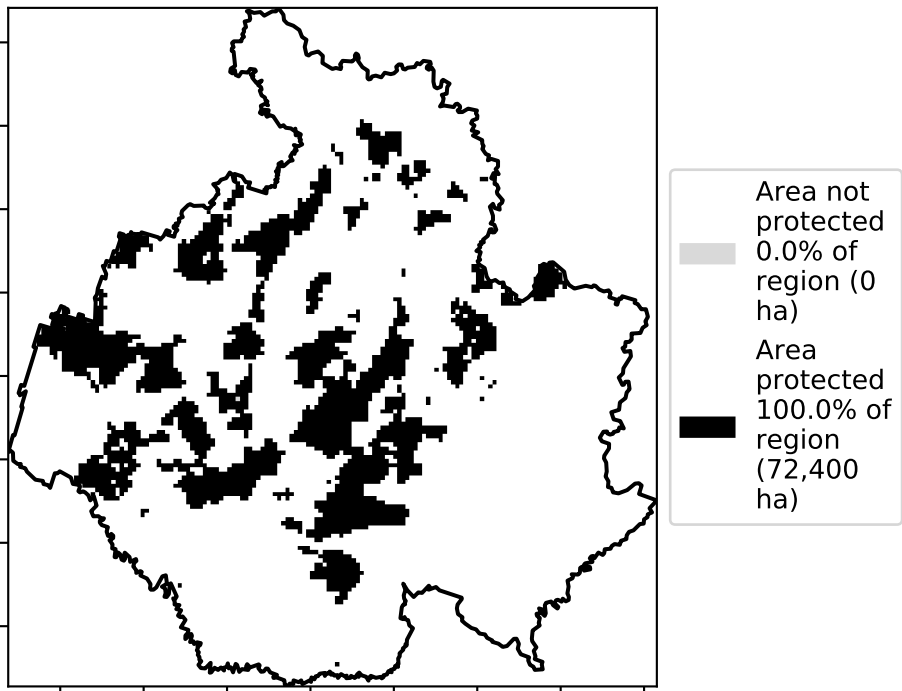 Area not
protected
0.0% of
region (0
ha)
Area
protected
100.0% of
region
(72,400
ha)